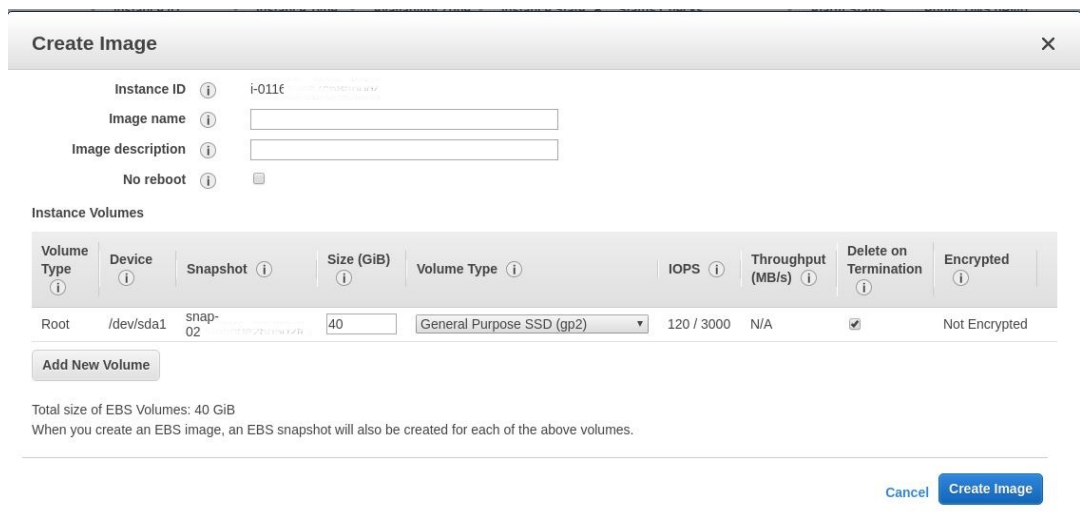 Create Image
Instance ID
i-0116
Image name
Image description
No reboot
Instance Volumes
Volume Type
Device
Snapshot
Size (GiB)
Volume Type
IOPS
Throughput (MB/s)
Delete on Termination
Encrypted
Root
/dev/sda1
snap-02
40
General Purpose SSD (gp2)
120 / 3000
N/A
Not Encrypted
Add New Volume
Total size of EBS Volumes: 40 GiB
When you create an EBS image, an EBS snapshot will also be created for each of the above volumes.
Cancel
Create Image